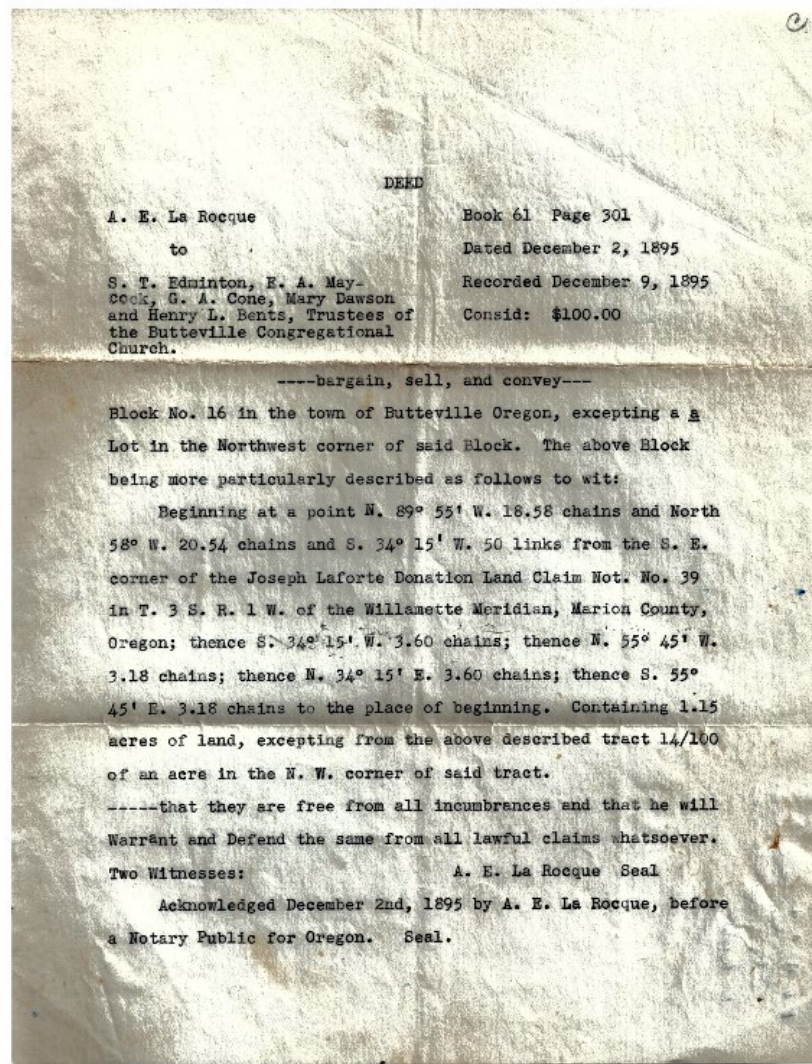 C
DEED
A. E. La Rocque
to
S. T. Edminton, E. A. May-
cock, G. A. Cone, Mary Dawson
and Henry L. Bents, Trustees of
the Butteville Congregational
Church.
Book 61 Page 301
Dated December 2, 1895
Recorded December 9, 1895
Consid: $100.00
----bargain, sell, and convey---
Block No. 16 in the town of Butteville Oregon, excepting a a
Lot in the Northwest corner of said Block. The above Block
being more particularly described as follows to wit:
Beginning at a point N. 89° 55' W. 18.58 chains and North
58° W. 20.54 chains and S. 34° 15' W. 50 links from the S. E.
corner of the Joseph Laforte Donation Land Claim Not. No. 39
in T. 3 S. R. 1 W. of the Willamette Meridian, Marion County,
Oregon; thence S. 34° 15' W. 3.60 chains; thence N. 55° 45' W.
3.18 chains; thence N. 34° 15' E. 3.60 chains; thence S. 55°
45' E. 3.18 chains to the place of beginning. Containing 1.15
acres of land, excepting from the above described tract 14/100
of an acre in the N. W. corner of said tract.
-----that they are free from all incumbrances and that he will
Warrant and Defend the same from all lawful claims whatsoever.
Two Witnesses: A. E. La Rocque Seal
Acknowledged December 2nd, 1895 by A. E. La Rocque, before
a Notary Public for Oregon. Seal.